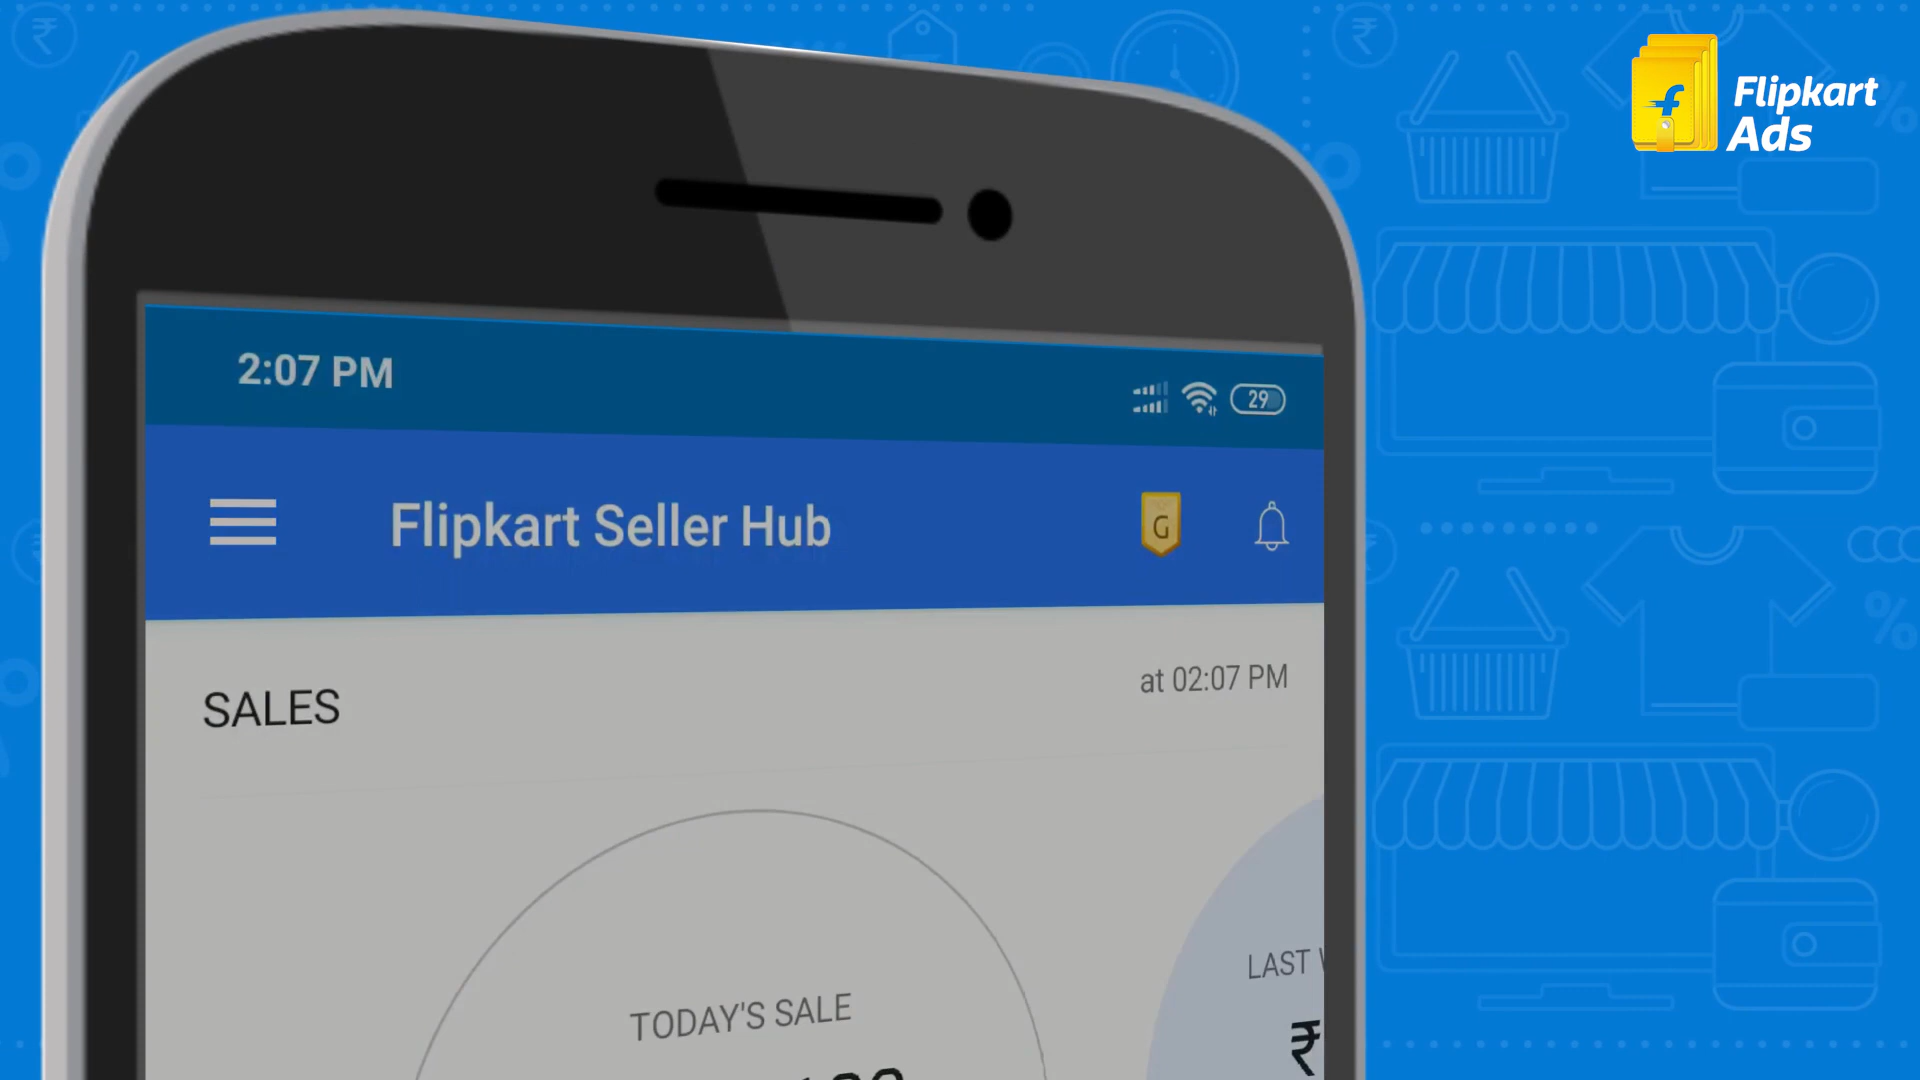 Flipkart
Ads
2:07 PM
29
Flipkart Seller Hub
G
SALES
at 02:07 PM
TODAY'S SALE
LAST
₹